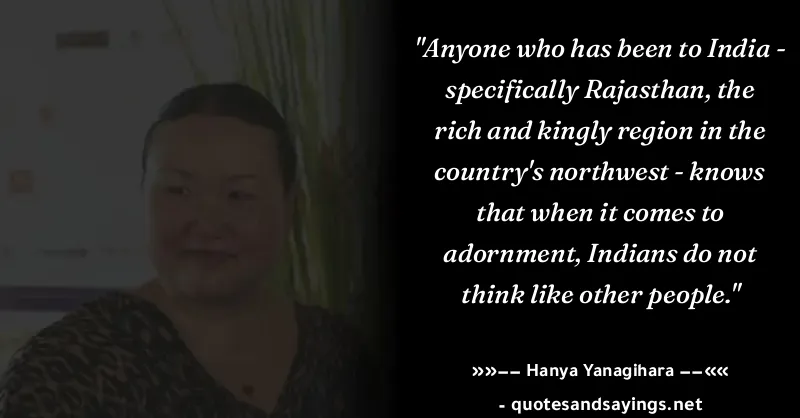 "Anyone who has been to India -
specifically Rajasthan, the
rich and kingly region in the
country's northwest - knows
that when it comes to
adornment, Indians do not
think like other people."
»»—— Hanya Yanagihara ——««
- quotesandsayings.net